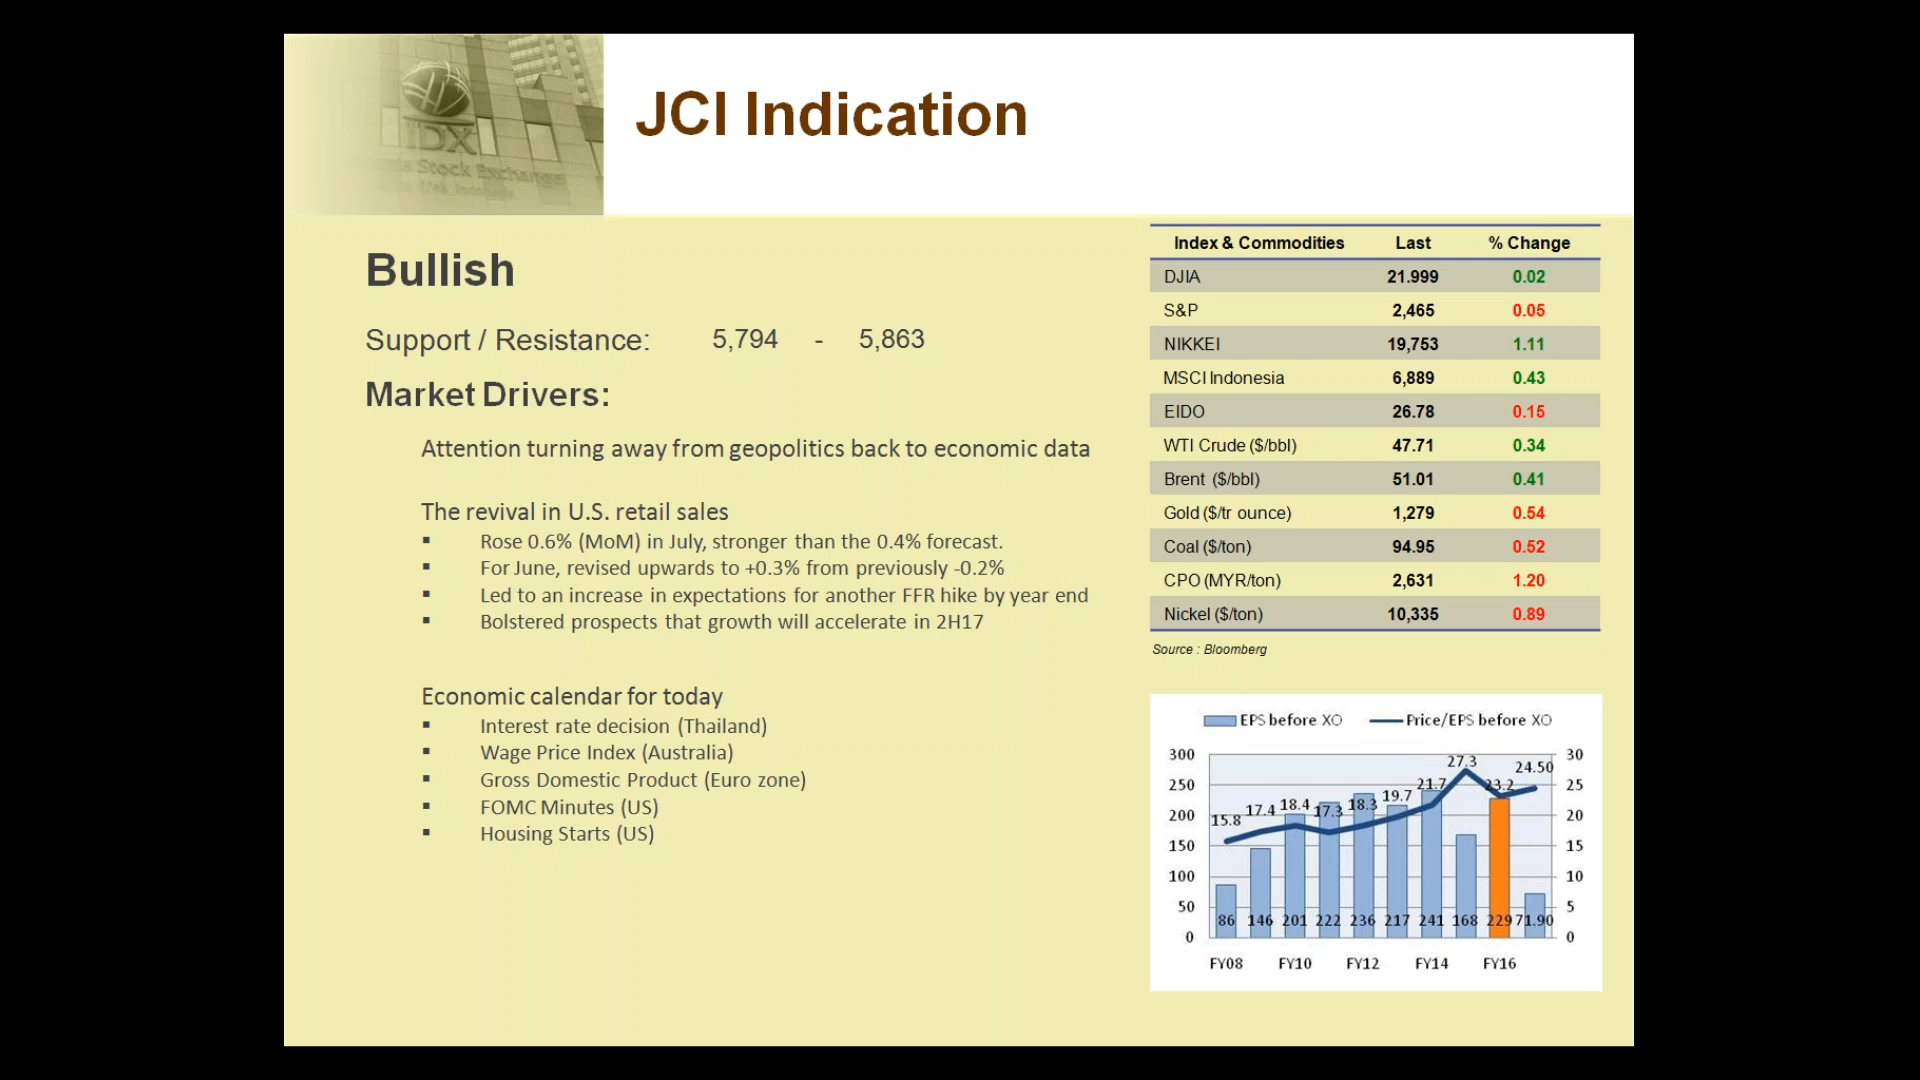 IDX
Stock Exchange
JCI Indication
Bullish
Support / Resistance: 5,794 - 5,863
Market Drivers:
Attention turning away from geopolitics back to economic data
The revival in U.S. retail sales
▪ Rose 0.6% (MoM) in July, stronger than the 0.4% forecast.
▪ For June, revised upwards to +0.3% from previously -0.2%
▪ Led to an increase in expectations for another FFR hike by year end
▪ Bolstered prospects that growth will accelerate in 2H17
Economic calendar for today
▪ Interest rate decision (Thailand)
▪ Wage Price Index (Australia)
▪ Gross Domestic Product (Euro zone)
▪ FOMC Minutes (US)
▪ Housing Starts (US)
Index & Commodities Last % Change
DJIA 21.999 0.02
S&P 2,465 0.05
NIKKEI 19,753 1.11
MSCI Indonesia 6,889 0.43
EIDO 26.78 0.15
WTI Crude ($/bbl) 47.71 0.34
Brent ($/bbl) 51.01 0.41
Gold ($/tr ounce) 1,279 0.54
Coal ($/ton) 94.95 0.52
CPO (MYR/ton) 2,631 1.20
Nickel ($/ton) 10,335 0.89
Source : Bloomberg
EPS before XO Price/EPS before XO
300 30
250 25
200 20
150 15
100 10
50 5
0 0
15.8 17.4 18.4 17.3 18.3 19.7 21.7 27.3 23.2 24.50
86 146 201 222 236 217 241 168 229 71.90
FY08 FY10 FY12 FY14 FY16